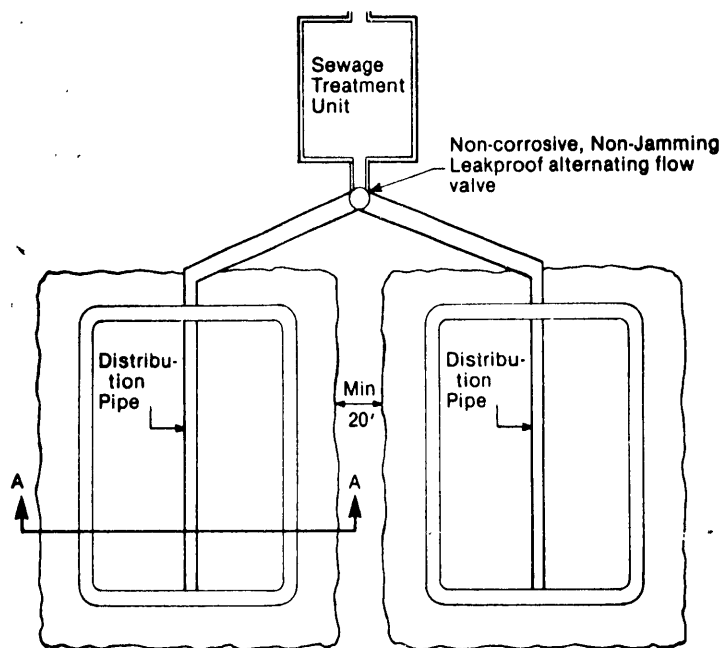 Sewage
Treatment
Unit
Non-corrosive, Non-Jamming
Leakproof alternating flow
valve
Distribu-
tion
Pipe
Min
20'
Distribu-
tion
Pipe
A
A